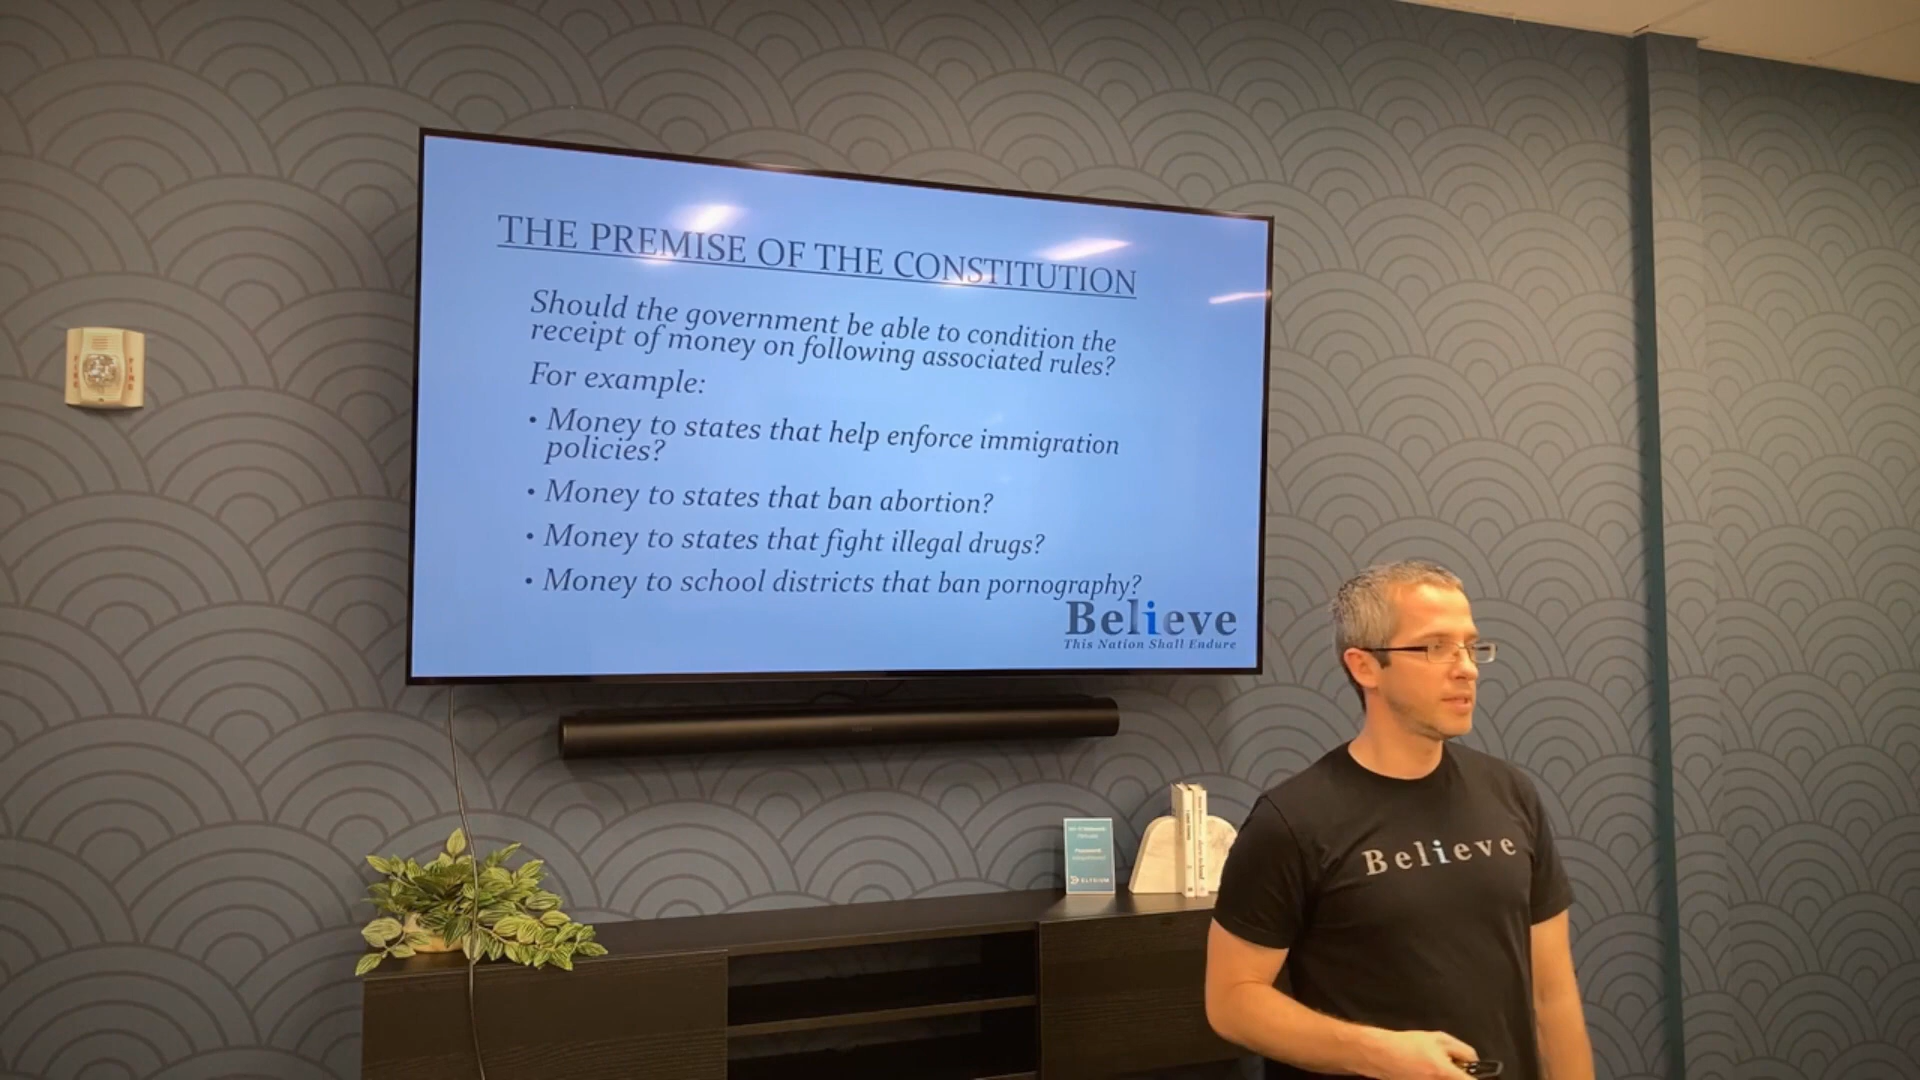 THE PREMISE OF THE CONSTITUTION
Should the government be able to condition the
receipt of money on following associated rules?
For example:
• Money to states that help enforce immigration
policies?
• Money to states that ban abortion?
• Money to states that fight illegal drugs?
• Money to school districts that ban pornography?
Believe
This Nation Shall Endure
Believe
FIRE
ELYSIUM